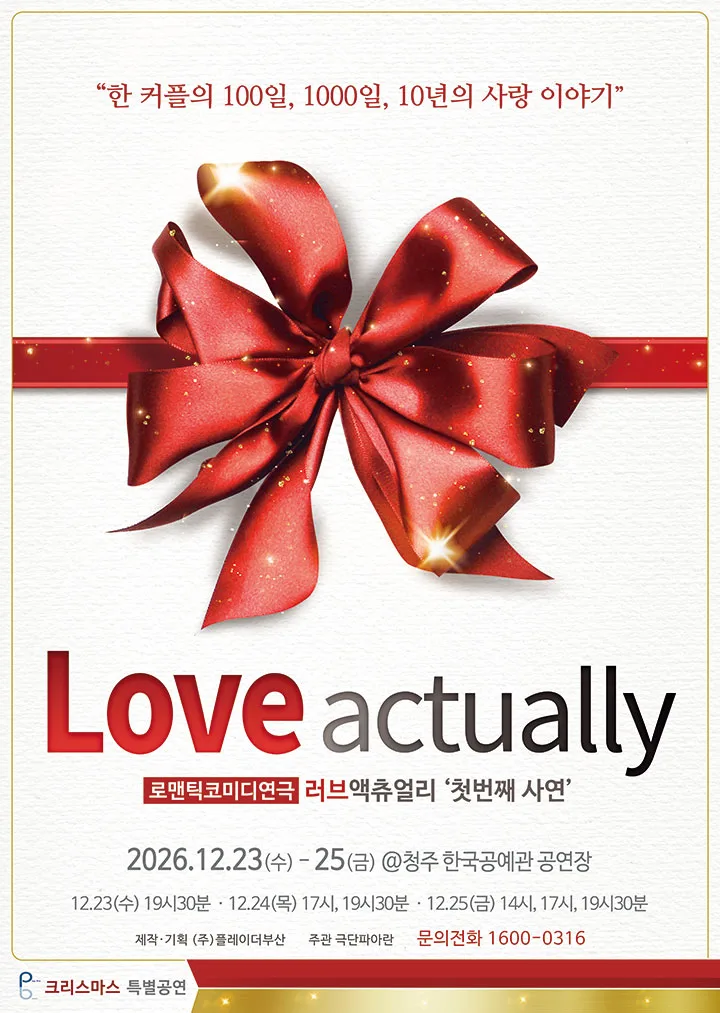 “한 커플의 100일, 1000일, 10년의 사랑 이야기”
Love actually
로맨틱코미디연극 러브액츄얼리 ‘첫번째 사연’
2026.12.23(수) - 25(금) @청주 한국공예관 공연장
12.23(수) 19시30분 · 12.24(목) 17시, 19시30분 · 12.25(금) 14시, 17시, 19시30분
제작·기획 (주)플레이더부산 주관 극단파아란 문의전화 1600-0316
크리스마스 특별공연